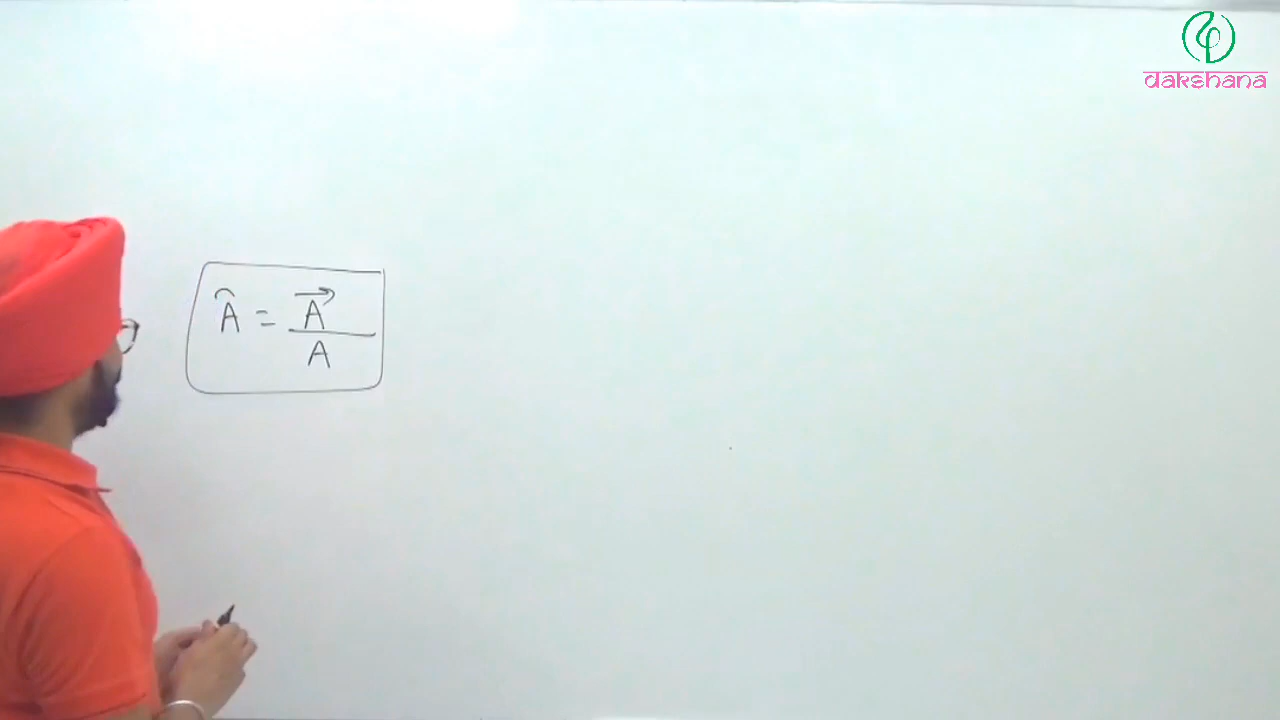 dakshana
Â = A⃗ / A